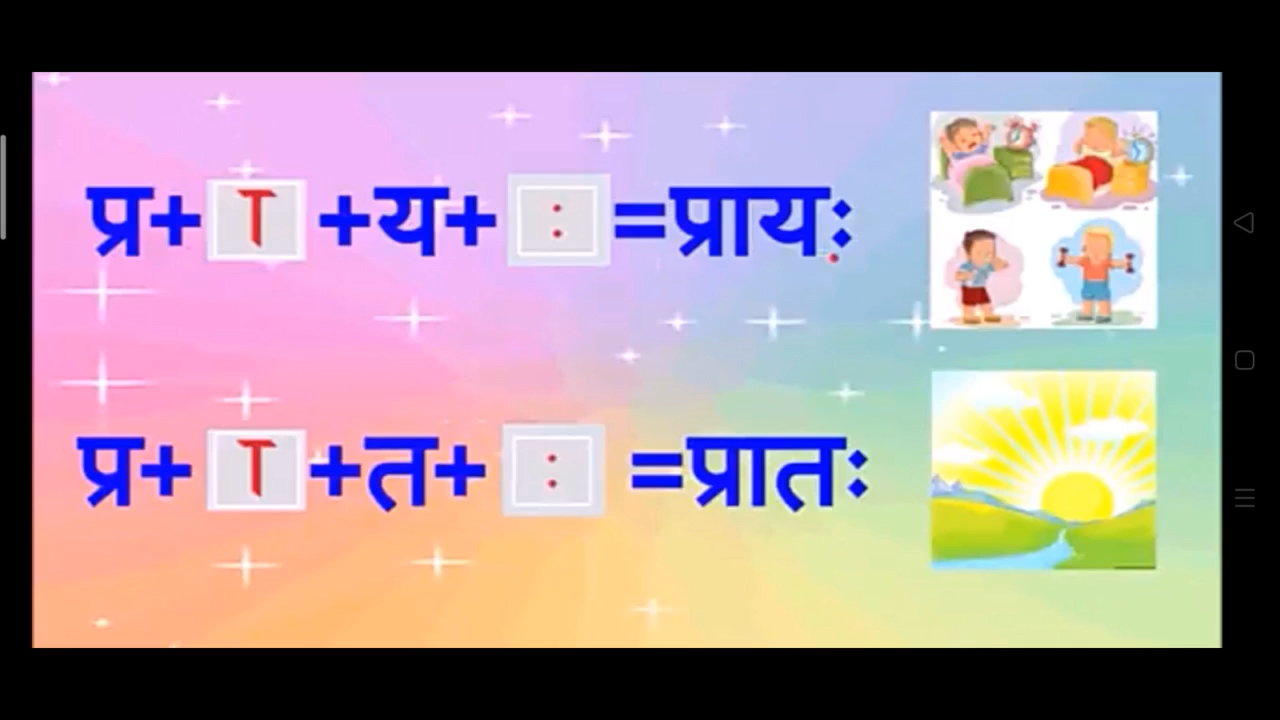 प्र+ ा +य+ ः =प्रायः
प्र+ ा +त+ ः =प्रातः